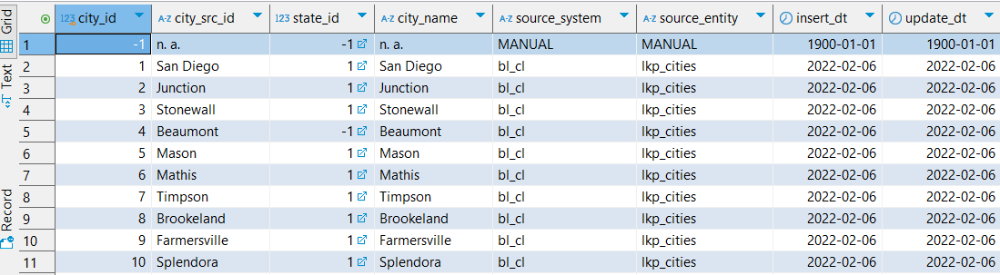 Grid Text Record
123 city_id A-Z city_src_id 123 state_id A-Z city_name A-Z source_system A-Z source_entity insert_dt update_dt
1 -1 n. a. -1 n. a. MANUAL MANUAL 1900-01-01 1900-01-01
2 1 San Diego 1 San Diego bl_cl lkp_cities 2022-02-06 2022-02-06
3 2 Junction 1 Junction bl_cl lkp_cities 2022-02-06 2022-02-06
4 3 Stonewall 1 Stonewall bl_cl lkp_cities 2022-02-06 2022-02-06
5 4 Beaumont -1 Beaumont bl_cl lkp_cities 2022-02-06 2022-02-06
6 5 Mason 1 Mason bl_cl lkp_cities 2022-02-06 2022-02-06
7 6 Mathis 1 Mathis bl_cl lkp_cities 2022-02-06 2022-02-06
8 7 Timpson 1 Timpson bl_cl lkp_cities 2022-02-06 2022-02-06
9 8 Brookeland 1 Brookeland bl_cl lkp_cities 2022-02-06 2022-02-06
10 9 Farmersville 1 Farmersville bl_cl lkp_cities 2022-02-06 2022-02-06
11 10 Splendora 1 Splendora bl_cl lkp_cities 2022-02-06 2022-02-06